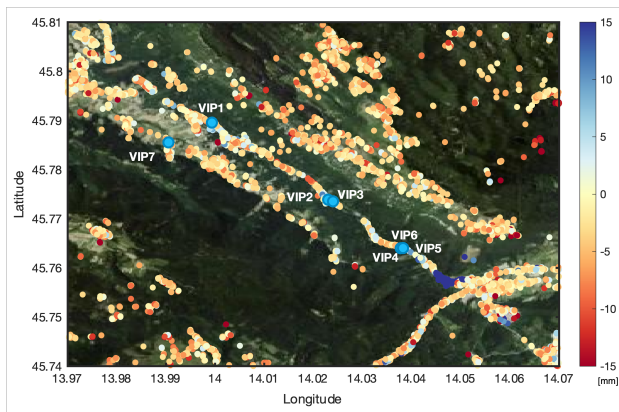 45.81
45.8
45.79
45.78
45.77
45.76
45.75
45.74
Latitude
13.97 13.98 13.99 14 14.01 14.02 14.03 14.04 14.05 14.06 14.07
Longitude
VIP1
VIP7
VIP2 VIP3
VIP6
VIP4 VIP5
15
10
5
0
-5
-10
-15
[mm]